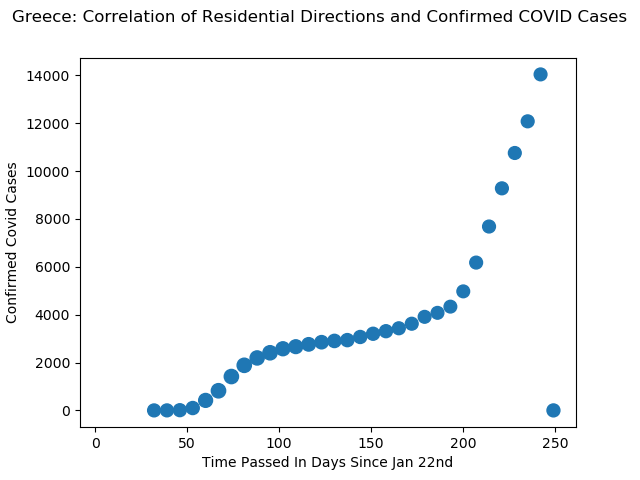 Greece: Correlation of Residential Directions and Confirmed COVID Cases
14000
12000
10000
8000
6000
4000
2000
0
Confirmed Covid Cases
0 50 100 150 200 250
Time Passed In Days Since Jan 22nd